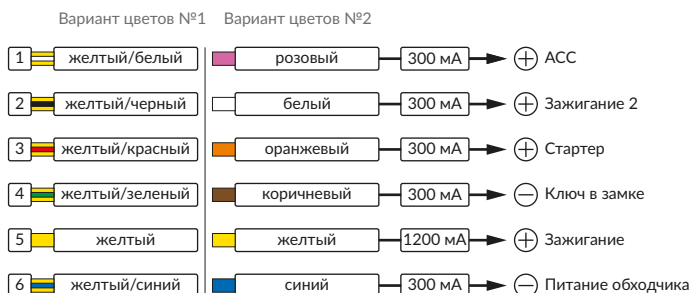 Вариант цветов №1 Вариант цветов №2
1 желтый/белый розовый 300 мА + ACC
2 желтый/черный белый 300 мА + Зажигание 2
3 желтый/красный оранжевый 300 мА + Стартер
4 желтый/зеленый коричневый 300 мА − Ключ в замке
5 желтый желтый 1200 мА + Зажигание
6 желтый/синий синий 300 мА − Питание обходчика